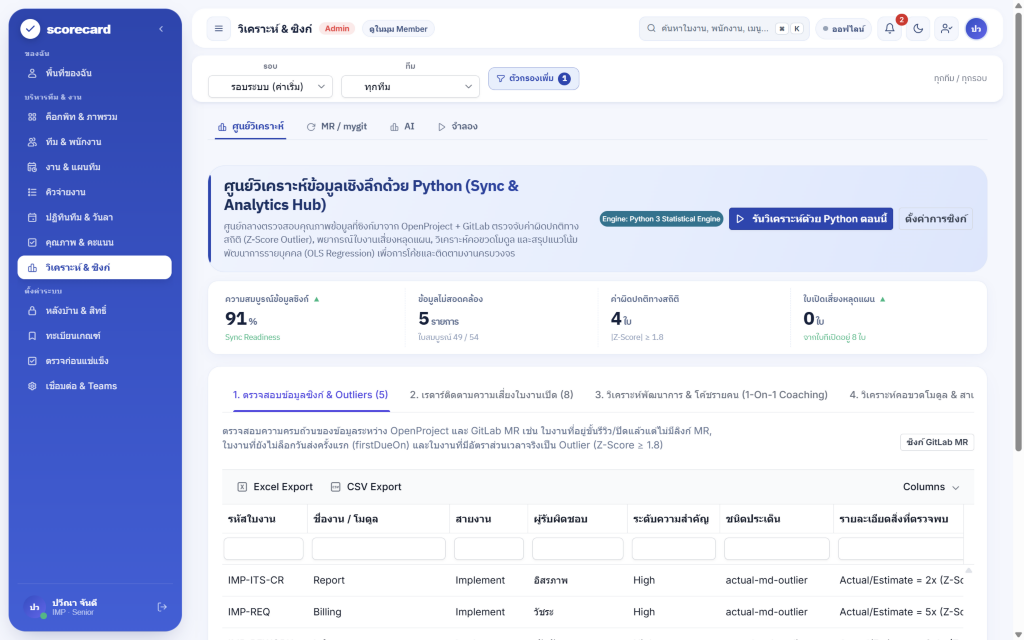 scorecard
ของฉัน
พื้นที่ของฉัน
บริหารทีม & งาน
ค็อกพิท & ภาพรวม
ทีม & พนักงาน
งาน & แผนทีม
คิวจ่ายงาน
ปฏิทินทีม & วันลา
คุณภาพ & คะแนน
วิเคราะห์ & ซิงก์
ตั้งค่าระบบ
หลังบ้าน & สิทธิ์
ทะเบียนเกณฑ์
ตรวจก่อนแช่แข็ง
เชื่อมต่อ & Teams
ปว
ปวีณา จันดี
IMP · Senior
วิเคราะห์ & ซิงก์
Admin
ดูในมุม Member
ค้นหาใบงาน, พนักงาน, เมนู...
⌘ K
ออฟไลน์
2
ปว
รอบ
รอบระบบ (ค่าเริ่ม)
ทีม
ทุกทีม
ตัวกรองเพิ่ม 1
ทุกทีม / ทุกรอบ
ศูนย์วิเคราะห์
MR / mygit
AI
จำลอง
ศูนย์วิเคราะห์ข้อมูลเชิงลึกด้วย Python (Sync &
Analytics Hub)
ศูนย์กลางตรวจสอบคุณภาพข้อมูลที่ซิงก์มาจาก OpenProject + GitLab ตรวจจับค่าผิดปกติทาง
สถิติ (Z-Score Outlier), พยากรณ์ใบงานเสี่ยงหลุดแผน, วิเคราะห์คอขวดโมดูล และสรุปแนวโน้ม
พัฒนาการรายบุคคล (OLS Regression) เพื่อการโค้ชและติดตามงานครบวงจร
Engine: Python 3 Statistical Engine
รันวิเคราะห์ด้วย Python ตอนนี้
ตั้งค่าการซิงก์
ความสมบูรณ์ข้อมูลซิงก์ ▲
91 %
Sync Readiness
ข้อมูลไม่สอดคล้อง
5 รายการ
ใบสมบูรณ์ 49 / 54
ค่าผิดปกติทางสถิติ
4 ใบ
|Z-Score| ≥ 1.8
ใบเปิดเสี่ยงหลุดแผน ▲
0 ใบ
จากใบที่เปิดอยู่ 8 ใบ
1. ตรวจสอบข้อมูลซิงก์ & Outliers (5)
2. เรดาร์ติดตามความเสี่ยงใบงานเปิด (8)
3. วิเคราะห์พัฒนาการ & โค้ชรายคน (1-On-1 Coaching)
4. วิเคราะห์คอขวดโมดูล & สา
ตรวจสอบความครบถ้วนของข้อมูลระหว่าง OpenProject และ GitLab MR เช่น ใบงานที่อยู่ขั้นรีวิว/ปิดแล้วแต่ไม่มีลิงก์ MR,
ใบงานที่ยังไม่ล็อกวันส่งครั้งแรก (firstDueOn) และใบงานที่มีอัตราส่วนเวลาจริงเป็น Outlier (Z-Score ≥ 1.8)
ซิงก์ GitLab MR
Excel Export
CSV Export
Columns
รหัสใบงาน
ชื่องาน / โมดูล
สายงาน
ผู้รับผิดชอบ
ระดับความสำคัญ
ชนิดประเด็น
รายละเอียดสิ่งที่ตรวจพบ
IMP-ITS-CR
Report
Implement
อิสรภาพ
High
actual-md-outlier
Actual/Estimate = 2x (Z-Sc
IMP-REQ
Billing
Implement
วัชระ
High
actual-md-outlier
Actual/Estimate = 5x (Z-Sc